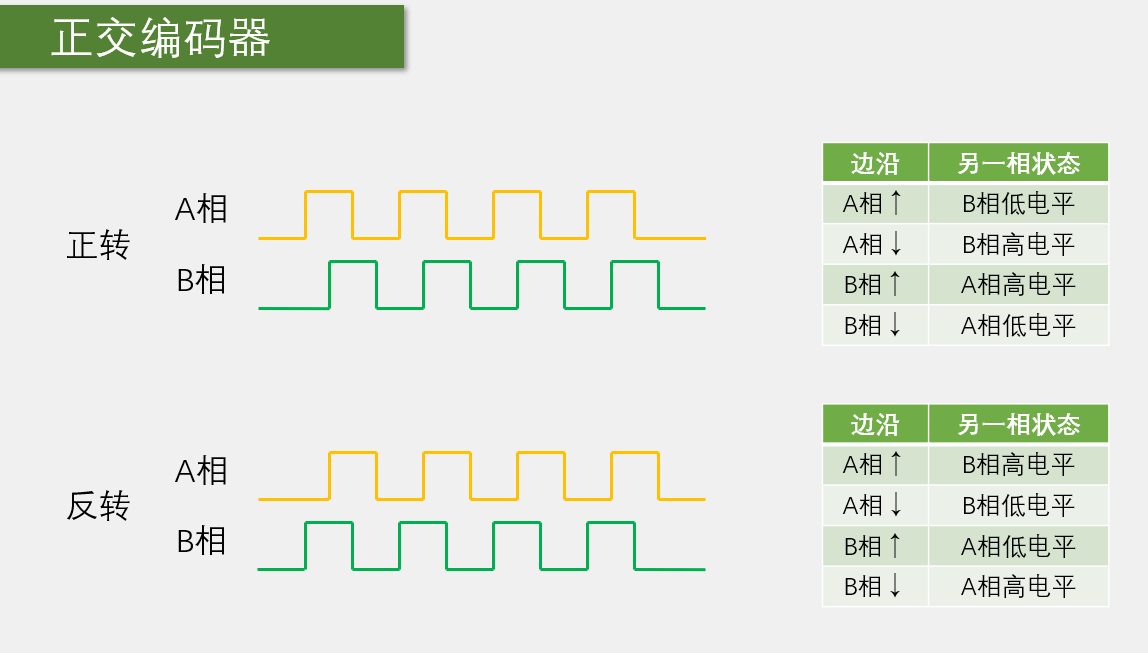 正交编码器
正转
A相
B相
边沿 另一相状态
A相↑ B相低电平
A相↓ B相高电平
B相↑ A相高电平
B相↓ A相低电平
反转
A相
B相
边沿 另一相状态
A相↑ B相高电平
A相↓ B相低电平
B相↑ A相低电平
B相↓ A相高电平